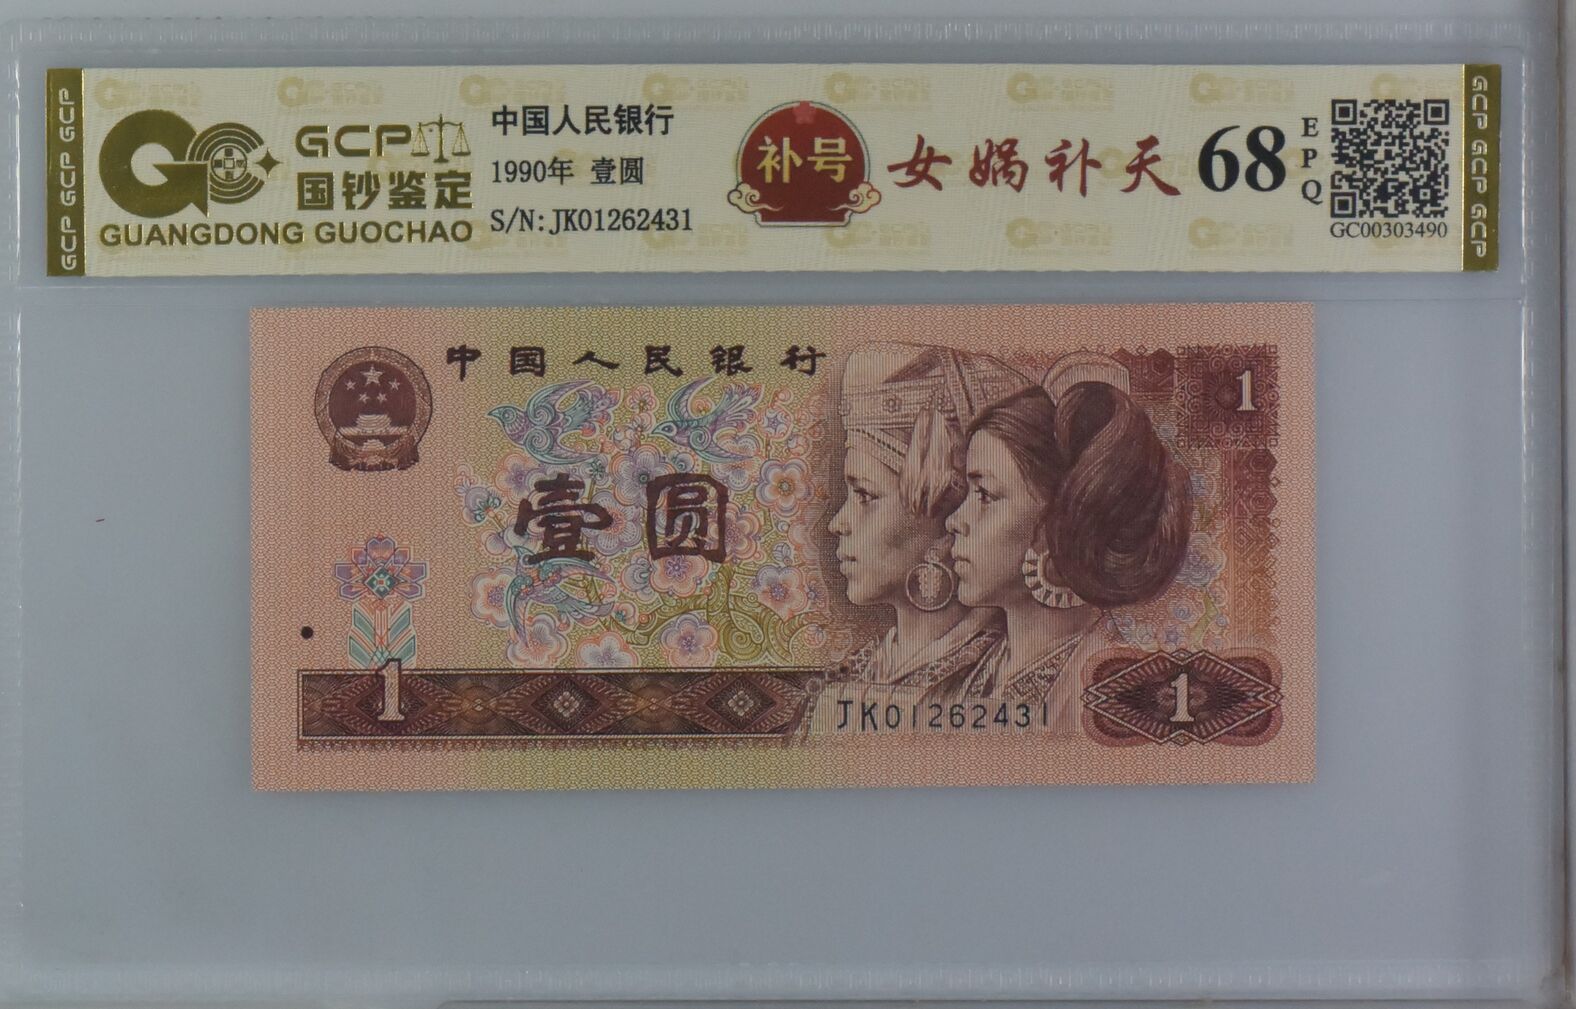 GCP GCP GCP
GCP
国钞鉴定
GUANGDONG GUOCHAO
中国人民银行
1990年 壹圆
S/N: JK01262431
补号
女娲补天
68
EPQ
GC00303490
GCP GCP GCP
中国人民银行
1
壹圆
1
JK01262431
1